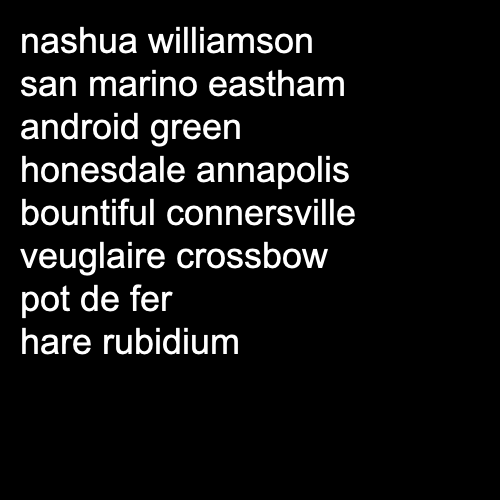 nashua williamson
san marino eastham
android green
honesdale annapolis
bountiful connersville
veuglaire crossbow
pot de fer
hare rubidium